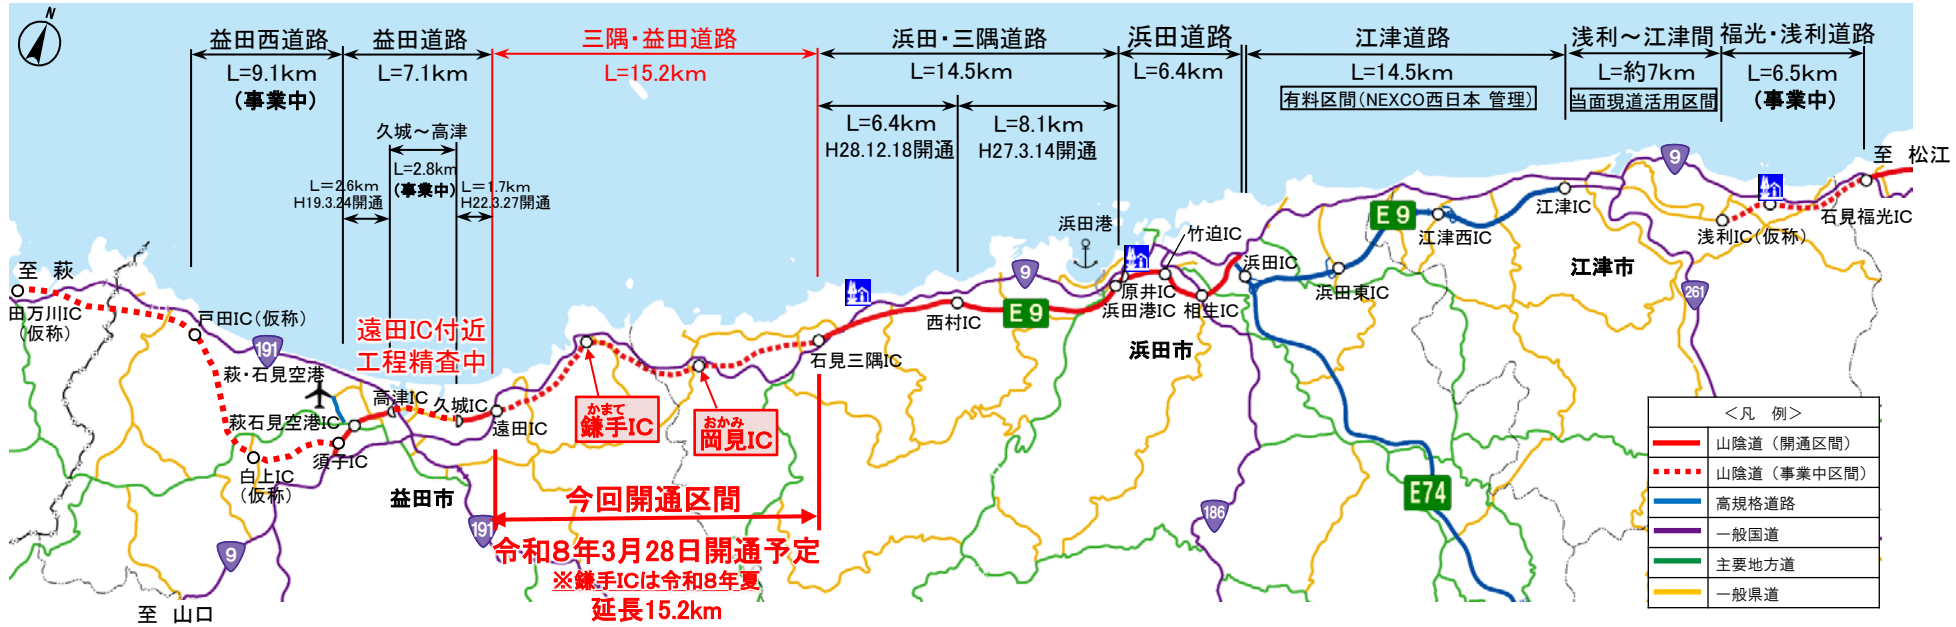 N
益田西道路
L=9.1km
(事業中)
益田道路
L=7.1km
三隅・益田道路
L=15.2km
浜田・三隅道路
L=14.5km
浜田道路
L=6.4km
江津道路
L=14.5km
有料区間(NEXCO西日本 管理)
浅利～江津間
L=約7km
当面現道活用区間
福光・浅利道路
L=6.5km
(事業中)
久城～高津
L=2.8km
(事業中)
L=2.6km
H19.3.24開通
L=1.7km
H22.3.27開通
L=6.4km
H28.12.18開通
L=8.1km
H27.3.14開通
至 松江
9
石見福光IC
浅利IC(仮称)
江津IC
江津西IC
E9
浜田港
竹迫IC
浜田IC
浜田東IC
江津市
261
原井IC
浜田港IC
相生IC
浜田市
9
E9
西村IC
石見三隅IC
至 萩
田万川IC
(仮称)
戸田IC(仮称)
191
萩・石見空港
遠田IC付近
工程精査中
高津IC
久城IC
遠田IC
萩石見空港IC
須子IC
白上IC
(仮称)
益田市
かまて
鎌手IC
おかみ
岡見IC
今回開通区間
191
令和8年3月28日開通予定
※鎌手ICは令和8年夏
延長15.2km
9
至 山口
186
E74
＜凡 例＞
山陰道（開通区間）
山陰道（事業中区間）
高規格道路
一般国道
主要地方道
一般県道